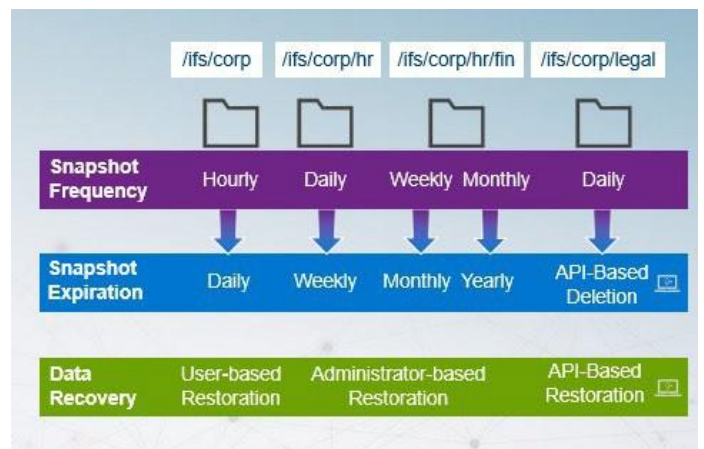 /ifs/corp /ifs/corp/hr /ifs/corp/hr/fin /ifs/corp/legal
Snapshot
Frequency
Hourly Daily Weekly Monthly Daily
Snapshot
Expiration
Daily Weekly Monthly Yearly
API-Based
Deletion
Data
Recovery
User-based
Restoration
Administrator-based
Restoration
API-Based
Restoration